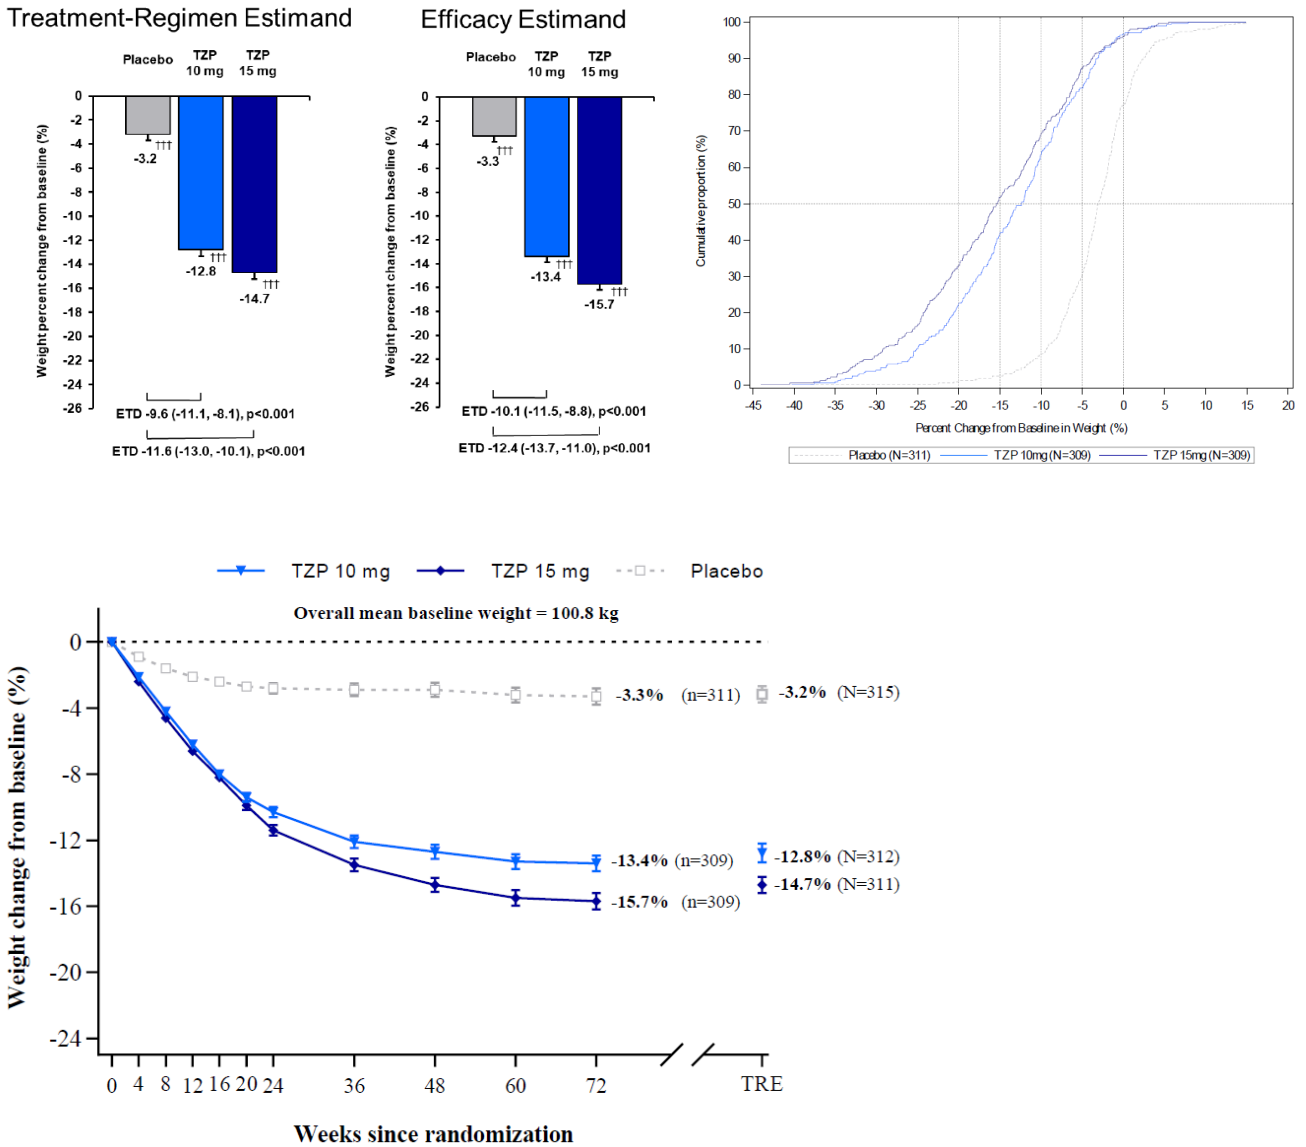 Treatment-Regimen Estimand
Placebo
TZP
10 mg
TZP
15 mg
Weight percent change from baseline (%)
0
-2
-4
-6
-8
-10
-12
-14
-16
-18
-20
-22
-24
-26
†††
-3.2
†††
-12.8
†††
-14.7
ETD -9.6 (-11.1, -8.1), p<0.001
ETD -11.6 (-13.0, -10.1), p<0.001
Efficacy Estimand
Placebo
TZP
10 mg
TZP
15 mg
Weight percent change from baseline (%)
0
-2
-4
-6
-8
-10
-12
-14
-16
-18
-20
-22
-24
-26
†††
-3.3
†††
-13.4
†††
-15.7
ETD -10.1 (-11.5, -8.8), p<0.001
ETD -12.4 (-13.7, -11.0), p<0.001
Cumulative proportion (%)
100
90
80
70
60
50
40
30
20
10
0
-45 -40 -35 -30 -25 -20 -15 -10 -5 0 5 10 15 20
Percent Change from Baseline in Weight (%)
Placebo (N=311) TZP 10mg (N=309) TZP 15mg (N=309)
TZP 10 mg TZP 15 mg Placebo
Overall mean baseline weight = 100.8 kg
Weight change from baseline (%)
0
-4
-8
-12
-16
-20
-24
-3.3% (n=311)
-3.2% (N=315)
-13.4% (n=309)
-12.8% (N=312)
-15.7% (n=309)
-14.7% (N=311)
0 4 8 12 16 20 24 36 48 60 72 TRE
Weeks since randomization